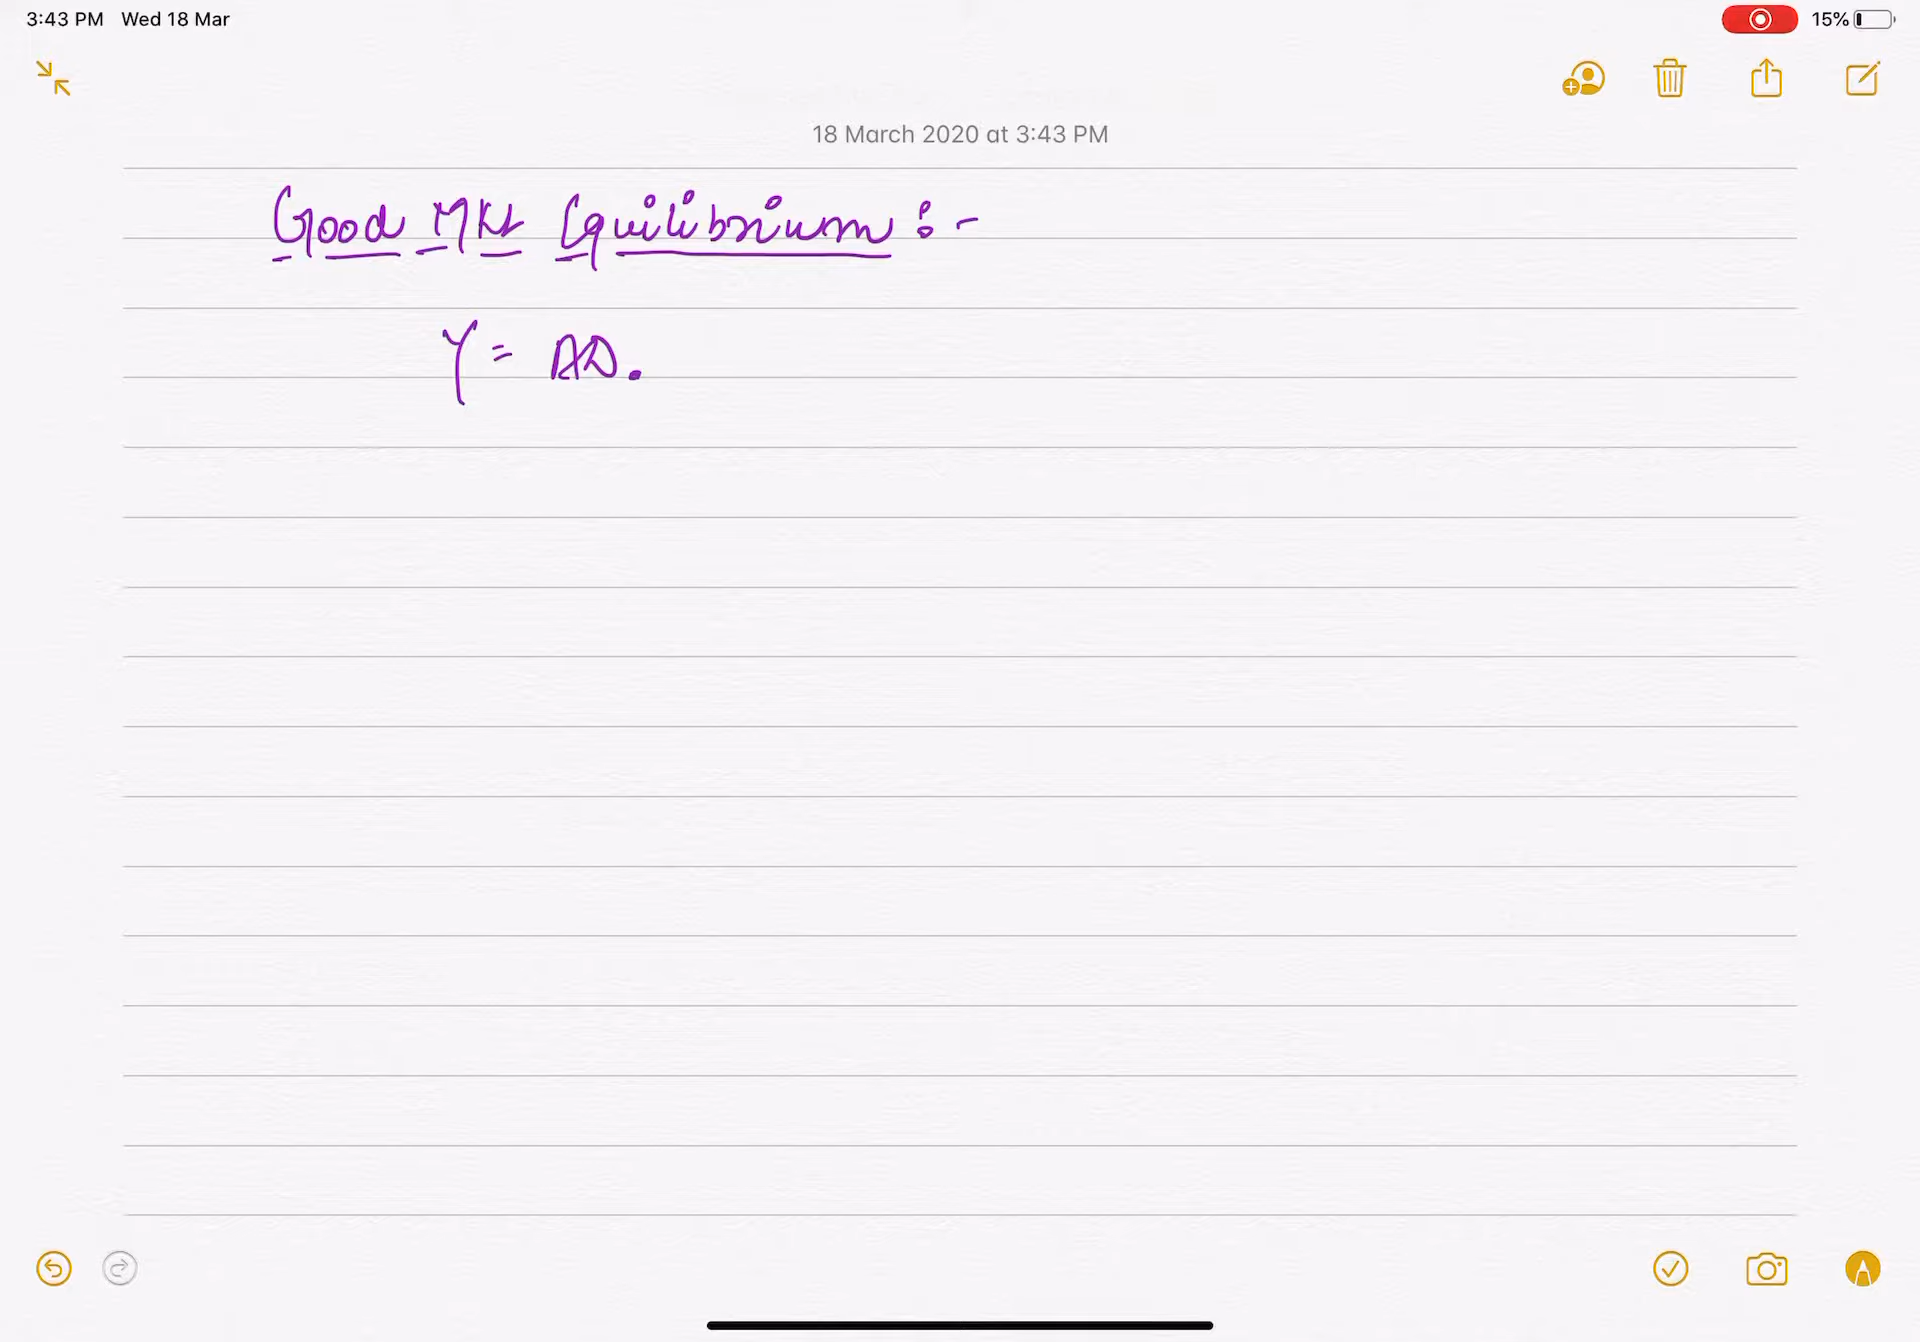 3:43 PM Wed 18 Mar 15%
18 March 2020 at 3:43 PM
Good Mkt Equilibrium :-
Y = AD.